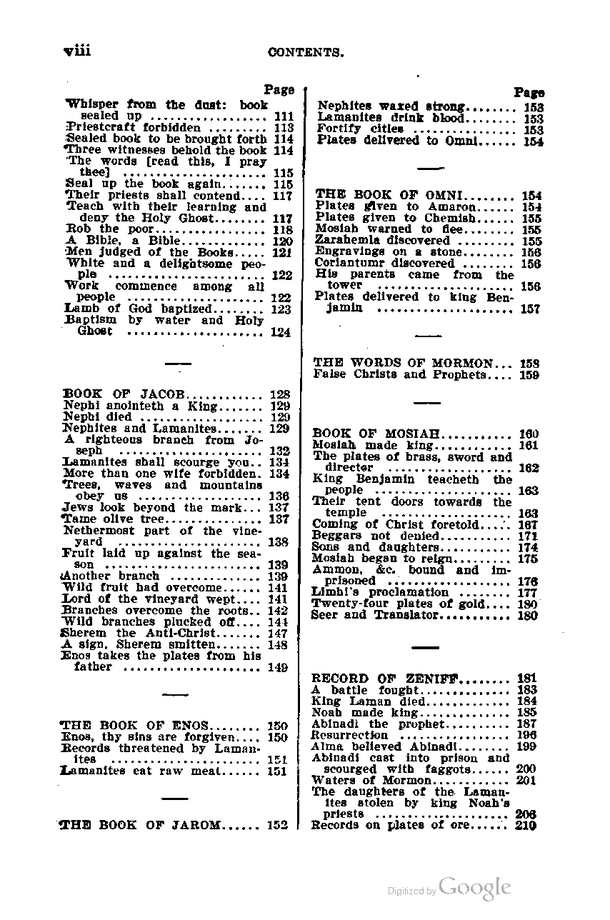 viii
CONTENTS.
Page
Whisper from the dust: book
sealed up ................. 111
Priestcraft forbidden ......... 113
Sealed book to be brought forth 114
Three witnesses behold the book 114
The words [read this, I pray
thee] .................... 115
Seal up the book again....... 115
Their priests shall contend.... 117
Teach with their learning and
deny the Holy Ghost........ 117
Rob the poor................. 118
A Bible, a Bible............. 120
Men judged of the Books..... 121
White and a delightsome peo-
ple ...................... 122
Work commence among all
people ................... 122
Lamb of God baptized........ 123
Baptism by water and Holy
Ghost ................... 124
BOOK OF JACOB............ 128
Nephi anointeth a King....... 129
Nephi died ................. 129
Nephites and Lamanites....... 129
A righteous branch from Jo-
seph ..................... 132
Lamanites shall scourge you.. 134
More than one wife forbidden. 134
Trees, waves and mountains
obey us .................. 136
Jews look beyond the mark... 137
Tame olive tree.............. 137
Nethermost part of the vine-
yard ..................... 138
Fruit laid up against the sea-
son ...................... 139
Another branch ............. 139
Wild fruit had overcome...... 141
Lord of the vineyard wept.... 141
Branches overcome the roots.. 142
Wild branches plucked off.... 144
Sherem the Anti-Christ....... 147
A sign, Sherem smitten....... 148
Enos takes the plates from his
father .................... 149
THE BOOK OF ENOS........ 150
Enos, thy sins are forgiven.... 150
Records threatened by Laman-
ites ...................... 151
Lamanites eat raw meat...... 151
THE BOOK OF JAROM...... 152
Page
Nephites waxed strong........ 153
Lamanites drink blood........ 153
Fortify cities ............... 153
Plates delivered to Omni...... 154
THE BOOK OF OMNI........ 154
Plates given to Amaron...... 154
Plates given to Chemish...... 155
Mosiah warned to flee........ 155
Zarahemla discovered ........ 155
Engravings on a stone........ 156
Coriantumr discovered ....... 156
His parents came from the
tower .................... 156
Plates delivered to king Ben-
jamin .................... 157
THE WORDS OF MORMON... 158
False Christs and Prophets.... 159
BOOK OF MOSIAH........... 160
Mosiah made king............ 161
The plates of brass, sword and
director .................. 162
King Benjamin teacheth the
people .................... 163
Their tent doors towards the
temple ................... 163
Coming of Christ foretold..... 167
Beggars not denied.......... 171
Sons and daughters.......... 174
Mosiah began to reign........ 175
Ammon, &c. bound and im-
prisoned .................. 176
Limhi's proclamation ........ 177
Twenty-four plates of gold.... 180
Seer and Translator........... 180
RECORD OF ZENIFF........ 181
A battle fought.............. 183
King Laman died............. 184
Noah made king.............. 185
Abinadi the prophet.......... 187
Resurrection ................ 196
Alma believed Abinadi........ 199
Abinadi cast into prison and
scourged with faggots...... 200
Waters of Mormon............ 201
The daughters of the Laman-
ites stolen by king Noah's
priests .................... 206
Records on plates of ore...... 210
Digitized by Google